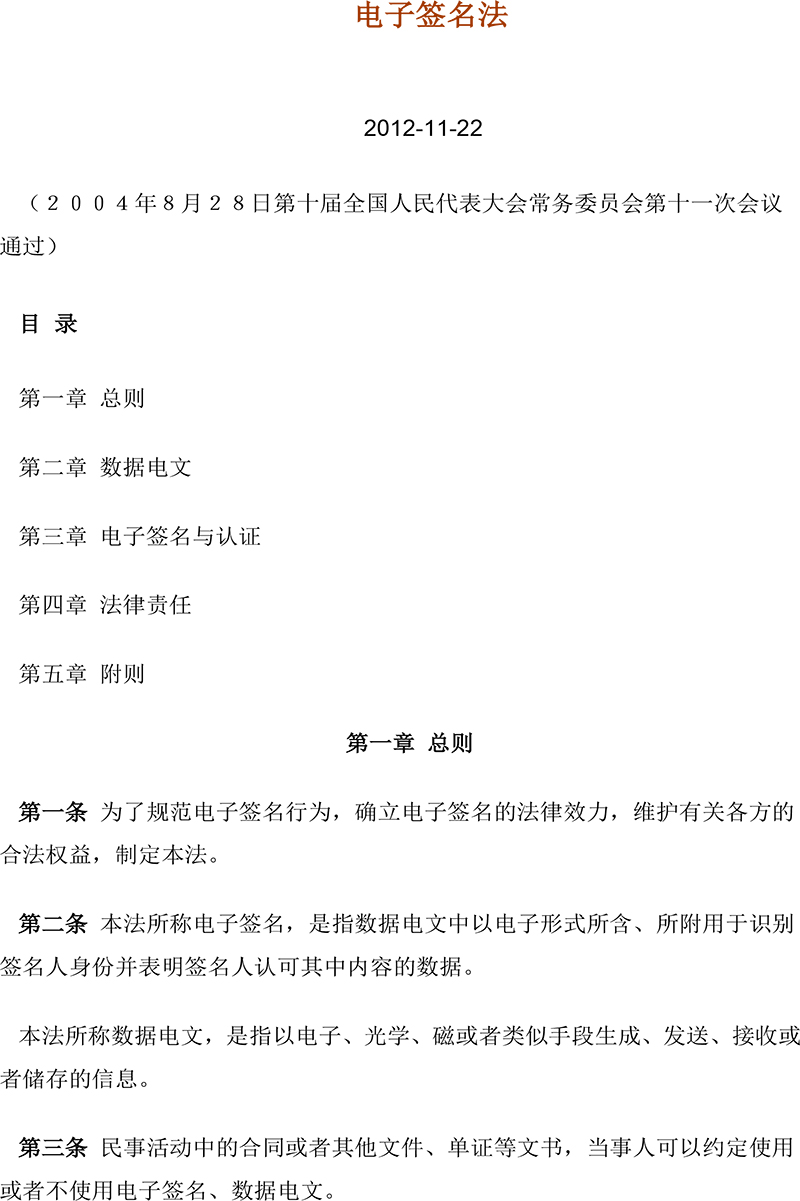 电子签名法
2012-11-22
（２００４年８月２８日第十届全国人民代表大会常务委员会第十一次会议
通过）
目 录
第一章 总则
第二章 数据电文
第三章 电子签名与认证
第四章 法律责任
第五章 附则
第一章 总则
第一条 为了规范电子签名行为，确立电子签名的法律效力，维护有关各方的
合法权益，制定本法。
第二条 本法所称电子签名，是指数据电文中以电子形式所含、所附用于识别
签名人身份并表明签名人认可其中内容的数据。
本法所称数据电文，是指以电子、光学、磁或者类似手段生成、发送、接收或
者储存的信息。
第三条 民事活动中的合同或者其他文件、单证等文书，当事人可以约定使用
或者不使用电子签名、数据电文。